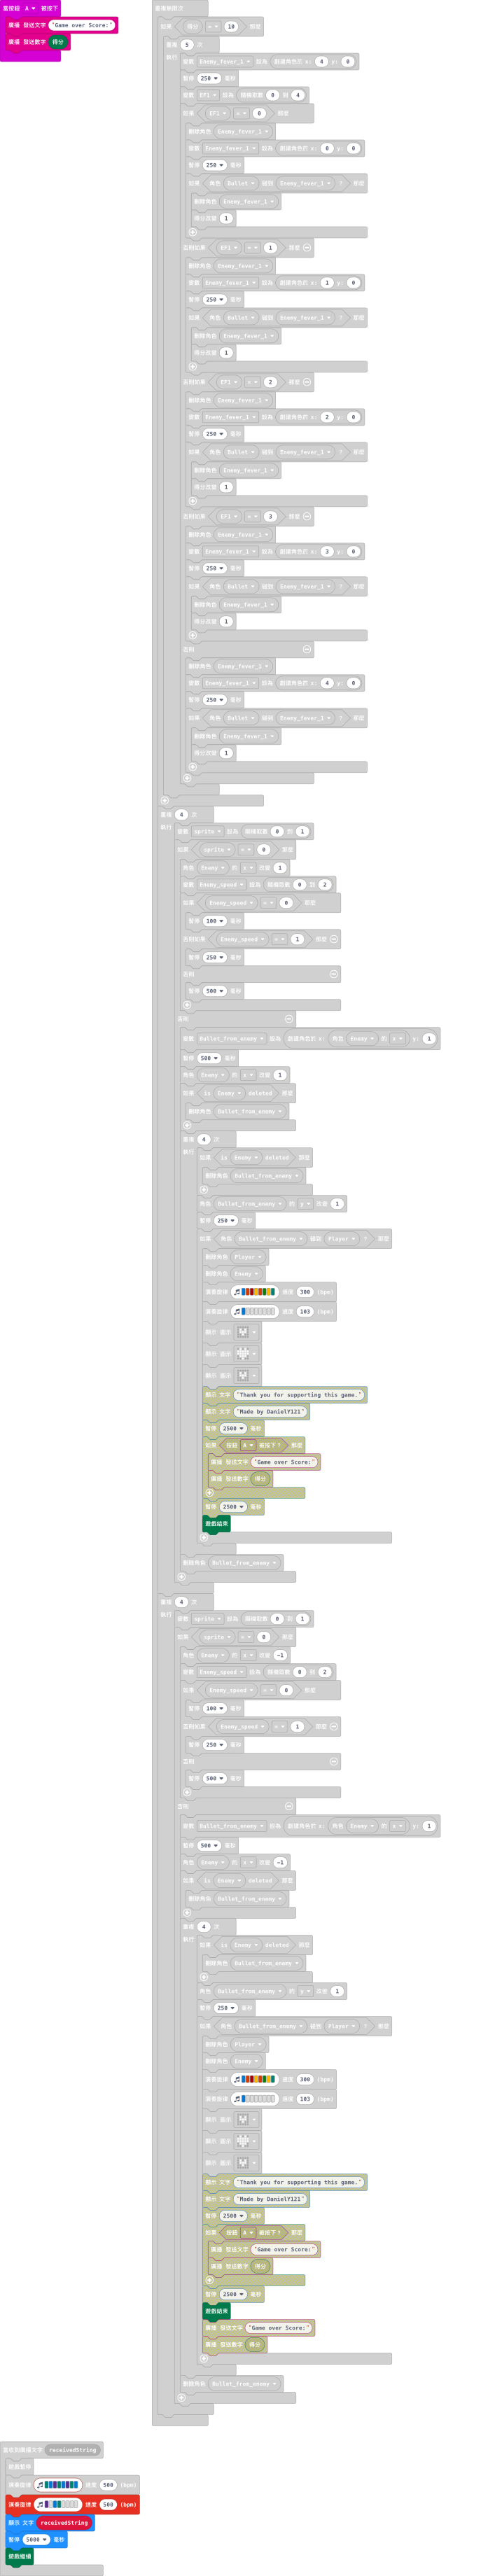 當按鈕 A 被按下
廣播 發送文字 "Game over Score:"
廣播 發送數字 得分
重複無限次
如果 得分 = 10 那麼
重複 5 次
執行 變數 Enemy_fever_1 設為 創建角色於 x: 4 y: 0
暫停 250 毫秒
變數 EF1 設為 隨機取數 0 到 4
如果 EF1 = 0 那麼
刪除角色 Enemy_fever_1
變數 Enemy_fever_1 設為 創建角色於 x: 0 y: 0
暫停 250 毫秒
如果 角色 Bullet 碰到 Enemy_fever_1 ? 那麼
刪除角色 Enemy_fever_1
得分改變 1
否則如果 EF1 = 1 那麼
刪除角色 Enemy_fever_1
變數 Enemy_fever_1 設為 創建角色於 x: 1 y: 0
暫停 250 毫秒
如果 角色 Bullet 碰到 Enemy_fever_1 ? 那麼
刪除角色 Enemy_fever_1
得分改變 1
否則如果 EF1 = 2 那麼
刪除角色 Enemy_fever_1
變數 Enemy_fever_1 設為 創建角色於 x: 2 y: 0
暫停 250 毫秒
如果 角色 Bullet 碰到 Enemy_fever_1 ? 那麼
刪除角色 Enemy_fever_1
得分改變 1
否則如果 EF1 = 3 那麼
刪除角色 Enemy_fever_1
變數 Enemy_fever_1 設為 創建角色於 x: 3 y: 0
暫停 250 毫秒
如果 角色 Bullet 碰到 Enemy_fever_1 ? 那麼
刪除角色 Enemy_fever_1
得分改變 1
否則
刪除角色 Enemy_fever_1
變數 Enemy_fever_1 設為 創建角色於 x: 4 y: 0
暫停 250 毫秒
如果 角色 Bullet 碰到 Enemy_fever_1 ? 那麼
刪除角色 Enemy_fever_1
得分改變 1
重複 4 次
執行 變數 sprite 設為 隨機取數 0 到 1
如果 sprite = 0 那麼
角色 Enemy 的 x 改變 1
變數 Enemy_speed 設為 隨機取數 0 到 2
如果 Enemy_speed = 0 那麼
暫停 100 毫秒
否則如果 Enemy_speed = 1 那麼
暫停 250 毫秒
否則
暫停 500 毫秒
否則
變數 Bullet_from_enemy 設為 創建角色於 x: 角色 Enemy 的 x y: 1
暫停 500 毫秒
角色 Enemy 的 x 改變 1
如果 is Enemy deleted 那麼
刪除角色 Bullet_from_enemy
重複 4 次
執行 如果 is Enemy deleted 那麼
刪除角色 Bullet_from_enemy
角色 Bullet_from_enemy 的 y 改變 1
暫停 250 毫秒
如果 角色 Bullet_from_enemy 碰到 Player ? 那麼
刪除角色 Player
刪除角色 Enemy
演奏旋律 速度 300 (bpm)
演奏旋律 速度 103 (bpm)
顯示 圖示
顯示 圖示
顯示 圖示
顯示 文字 "Thank you for supporting this game."
顯示 文字 "Made by DanielY121"
暫停 2500 毫秒
如果 按鈕 A 被按下？ 那麼
廣播 發送文字 "Game over Score:"
廣播 發送數字 得分
暫停 2500 毫秒
遊戲結束
刪除角色 Bullet_from_enemy
重複 4 次
執行 變數 sprite 設為 隨機取數 0 到 1
如果 sprite = 0 那麼
角色 Enemy 的 x 改變 -1
變數 Enemy_speed 設為 隨機取數 0 到 2
如果 Enemy_speed = 0 那麼
暫停 100 毫秒
否則如果 Enemy_speed = 1 那麼
暫停 250 毫秒
否則
暫停 500 毫秒
否則
變數 Bullet_from_enemy 設為 創建角色於 x: 角色 Enemy 的 x y: 1
暫停 500 毫秒
角色 Enemy 的 x 改變 -1
如果 is Enemy deleted 那麼
刪除角色 Bullet_from_enemy
重複 4 次
執行 如果 is Enemy deleted 那麼
刪除角色 Bullet_from_enemy
角色 Bullet_from_enemy 的 y 改變 1
暫停 250 毫秒
如果 角色 Bullet_from_enemy 碰到 Player ? 那麼
刪除角色 Player
刪除角色 Enemy
演奏旋律 速度 300 (bpm)
演奏旋律 速度 103 (bpm)
顯示 圖示
顯示 圖示
顯示 圖示
顯示 文字 "Thank you for supporting this game."
顯示 文字 "Made by DanielY121"
暫停 2500 毫秒
如果 按鈕 A 被按下？ 那麼
廣播 發送文字 "Game over Score:"
廣播 發送數字 得分
暫停 2500 毫秒
遊戲結束
廣播 發送文字 "Game over Score:"
廣播 發送數字 得分
刪除角色 Bullet_from_enemy
當收到廣播文字 receivedString
遊戲暫停
演奏旋律 速度 500 (bpm)
演奏旋律 速度 500 (bpm)
顯示 文字 receivedString
暫停 5000 毫秒
遊戲繼續